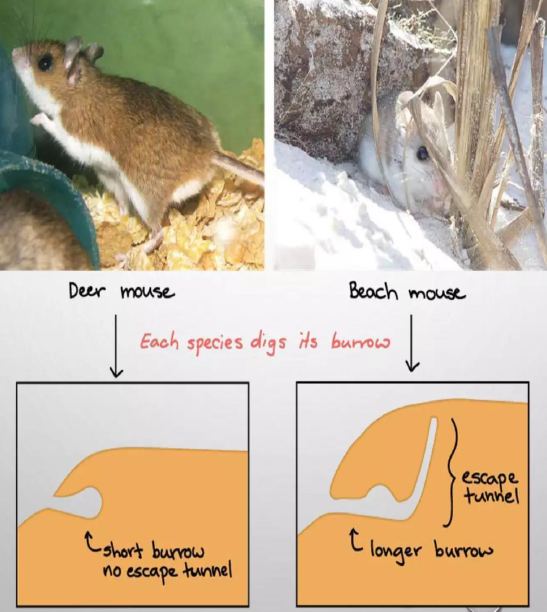 Deer mouse
Beach mouse
Each species digs its burrow
short burrow
no escape tunnel
escape
tunnel
longer burrow